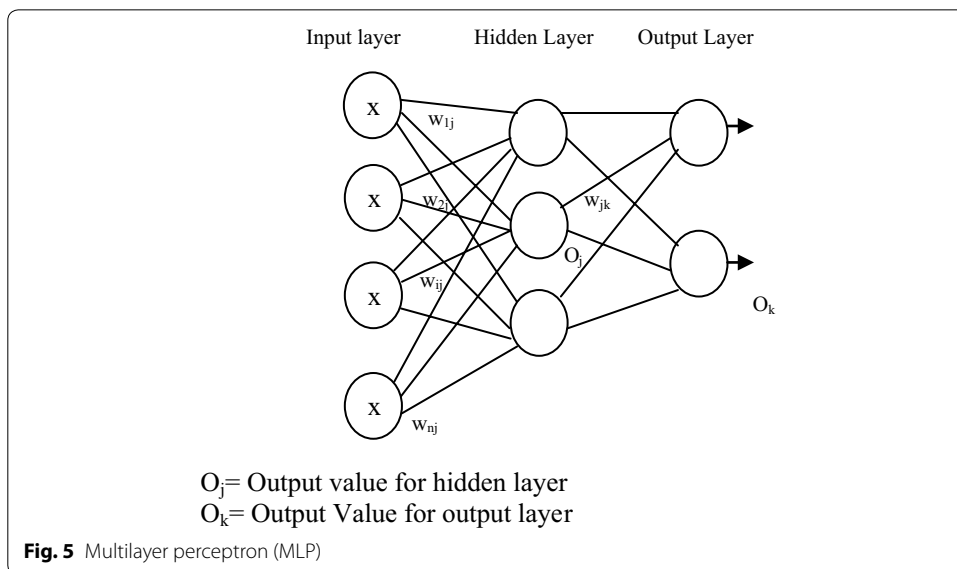 Input layer Hidden Layer Output Layer
x
w1j
x
w2j
wjk
Oj
x
wij
Ok
x
wnj
Oj= Output value for hidden layer
Ok= Output Value for output layer
Fig. 5 Multilayer perceptron (MLP)